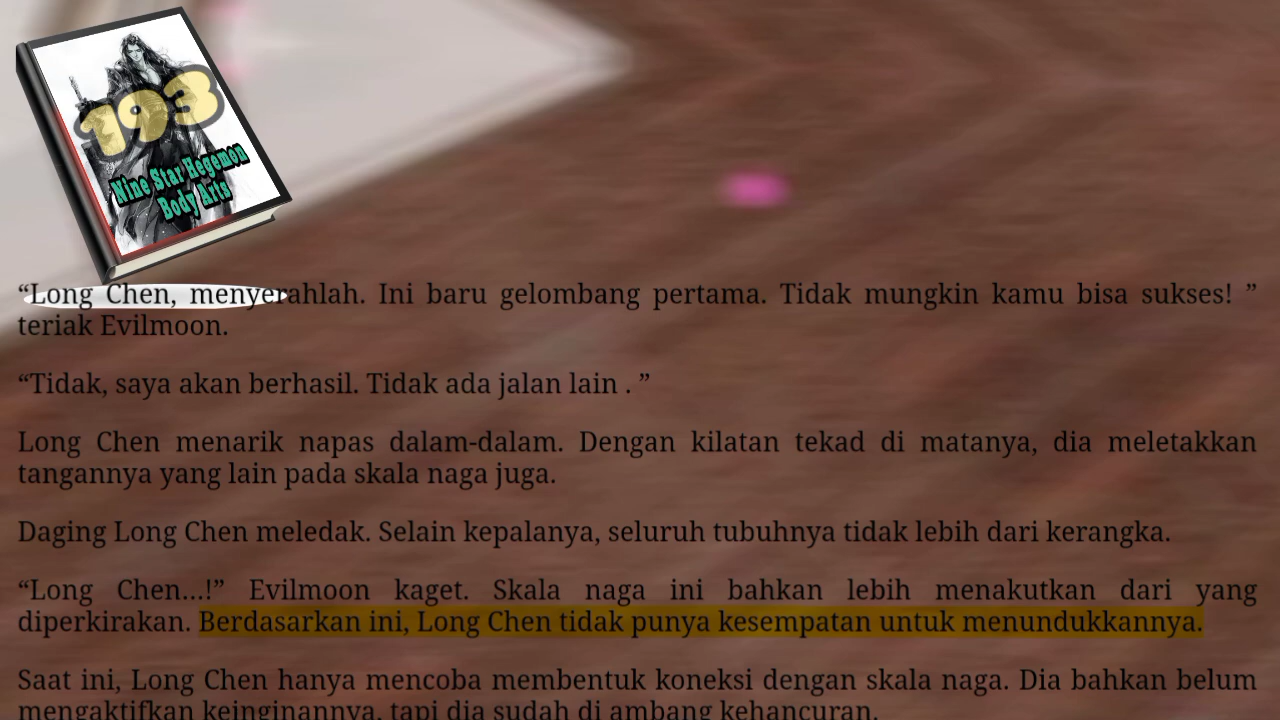 193
Nine Star Hegemon
Body Arts
“Long Chen, menyerahlah. Ini baru gelombang pertama. Tidak mungkin kamu bisa sukses! ”
teriak Evilmoon.
“Tidak, saya akan berhasil. Tidak ada jalan lain . ”
Long Chen menarik napas dalam-dalam. Dengan kilatan tekad di matanya, dia meletakkan
tangannya yang lain pada skala naga juga.
Daging Long Chen meledak. Selain kepalanya, seluruh tubuhnya tidak lebih dari kerangka.
“Long Chen...!” Evilmoon kaget. Skala naga ini bahkan lebih menakutkan dari yang
diperkirakan. Berdasarkan ini, Long Chen tidak punya kesempatan untuk menundukkannya.
Saat ini, Long Chen hanya mencoba membentuk koneksi dengan skala naga. Dia bahkan belum
mengaktifkan keinginannya, tapi dia sudah di ambang kehancuran.